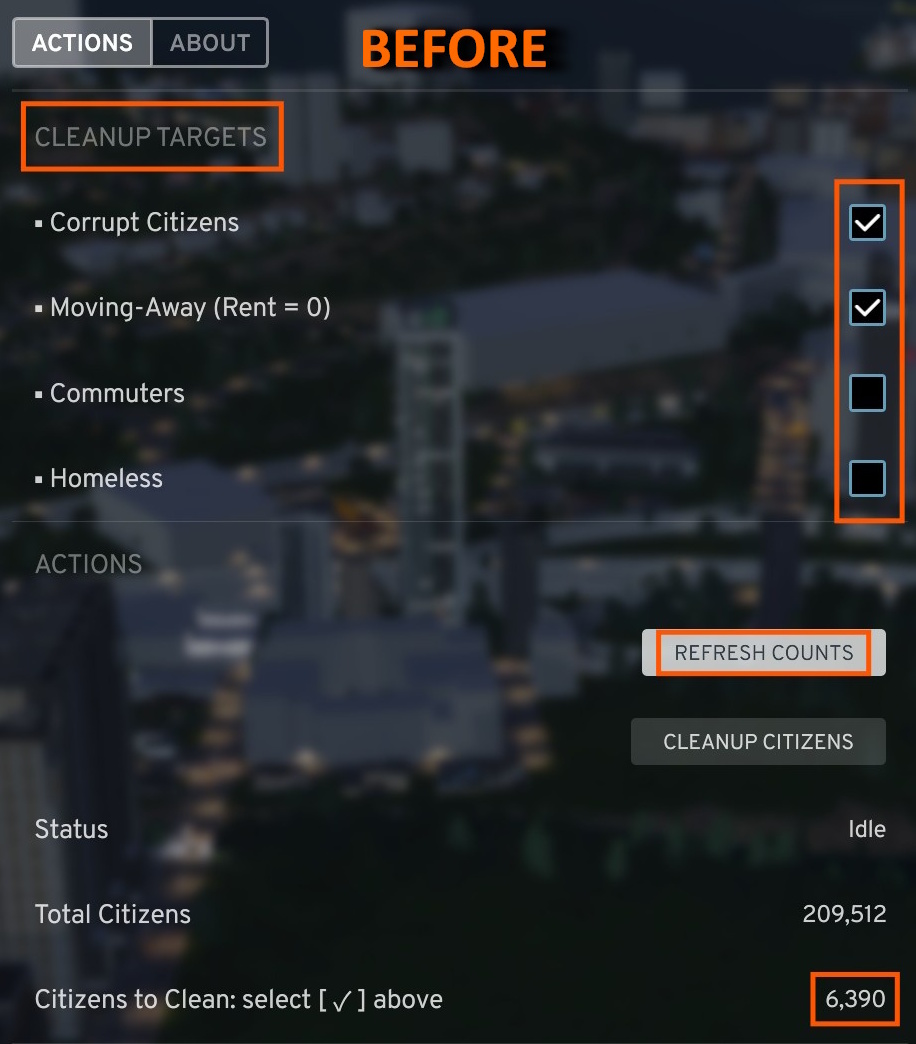 ACTIONS ABOUT BEFORE
CLEANUP TARGETS
▪ Corrupt Citizens ✓
▪ Moving-Away (Rent = 0) ✓
▪ Commuters
▪ Homeless
ACTIONS
REFRESH COUNTS
CLEANUP CITIZENS
Status Idle
Total Citizens 209,512
Citizens to Clean: select [ ✓ ] above 6,390